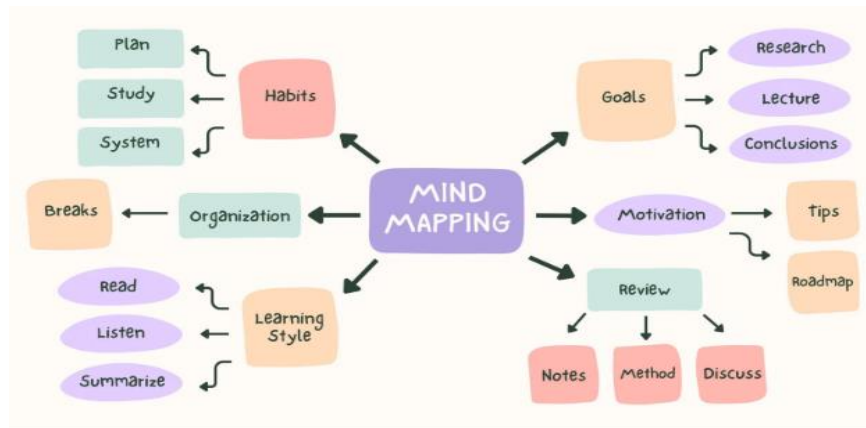 MIND
MAPPING
Habits
Plan
Study
System
Organization
Breaks
Learning
Style
Read
Listen
Summarize
Goals
Research
Lecture
Conclusions
Motivation
Tips
Roadmap
Review
Notes
Method
Discuss